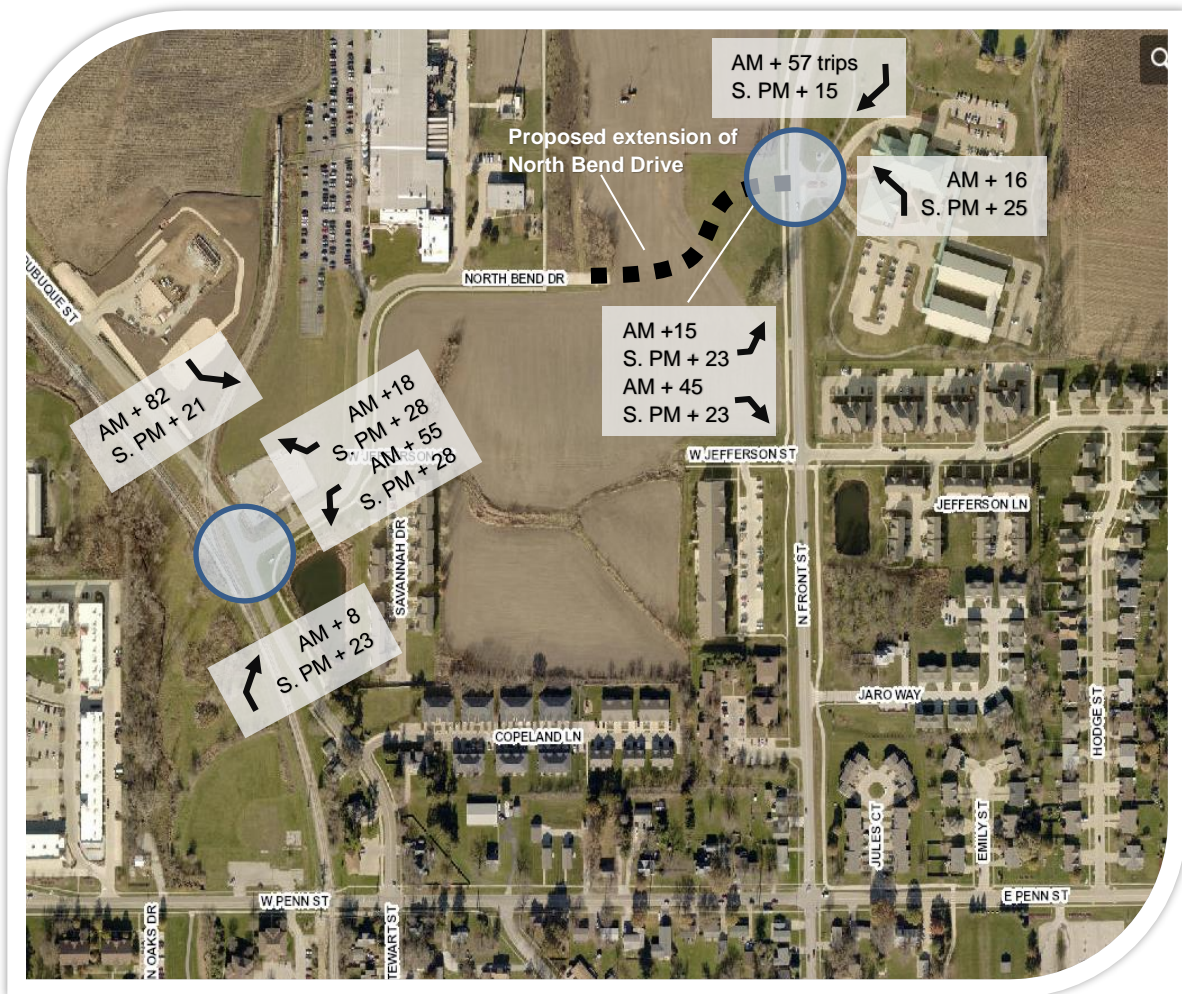 AM + 57 trips
S. PM + 15
Proposed extension of
North Bend Drive
AM + 16
S. PM + 25
NORTH BEND DR
DUBUQUE ST
AM +15
S. PM + 23
AM + 45
S. PM + 23
AM + 82
S. PM + 21
AM +18
S. PM + 28
AM + 55
S. PM + 28
W JEFFERSON
W JEFFERSON ST
JEFFERSON LN
SAVANNAH DR
N FRONT ST
AM + 8
S. PM + 23
JARO WAY
HODGE ST
COPELAND LN
JULES CT
EMILY ST
W PENN ST
E PENN ST
N OAKS DR
TEWART ST